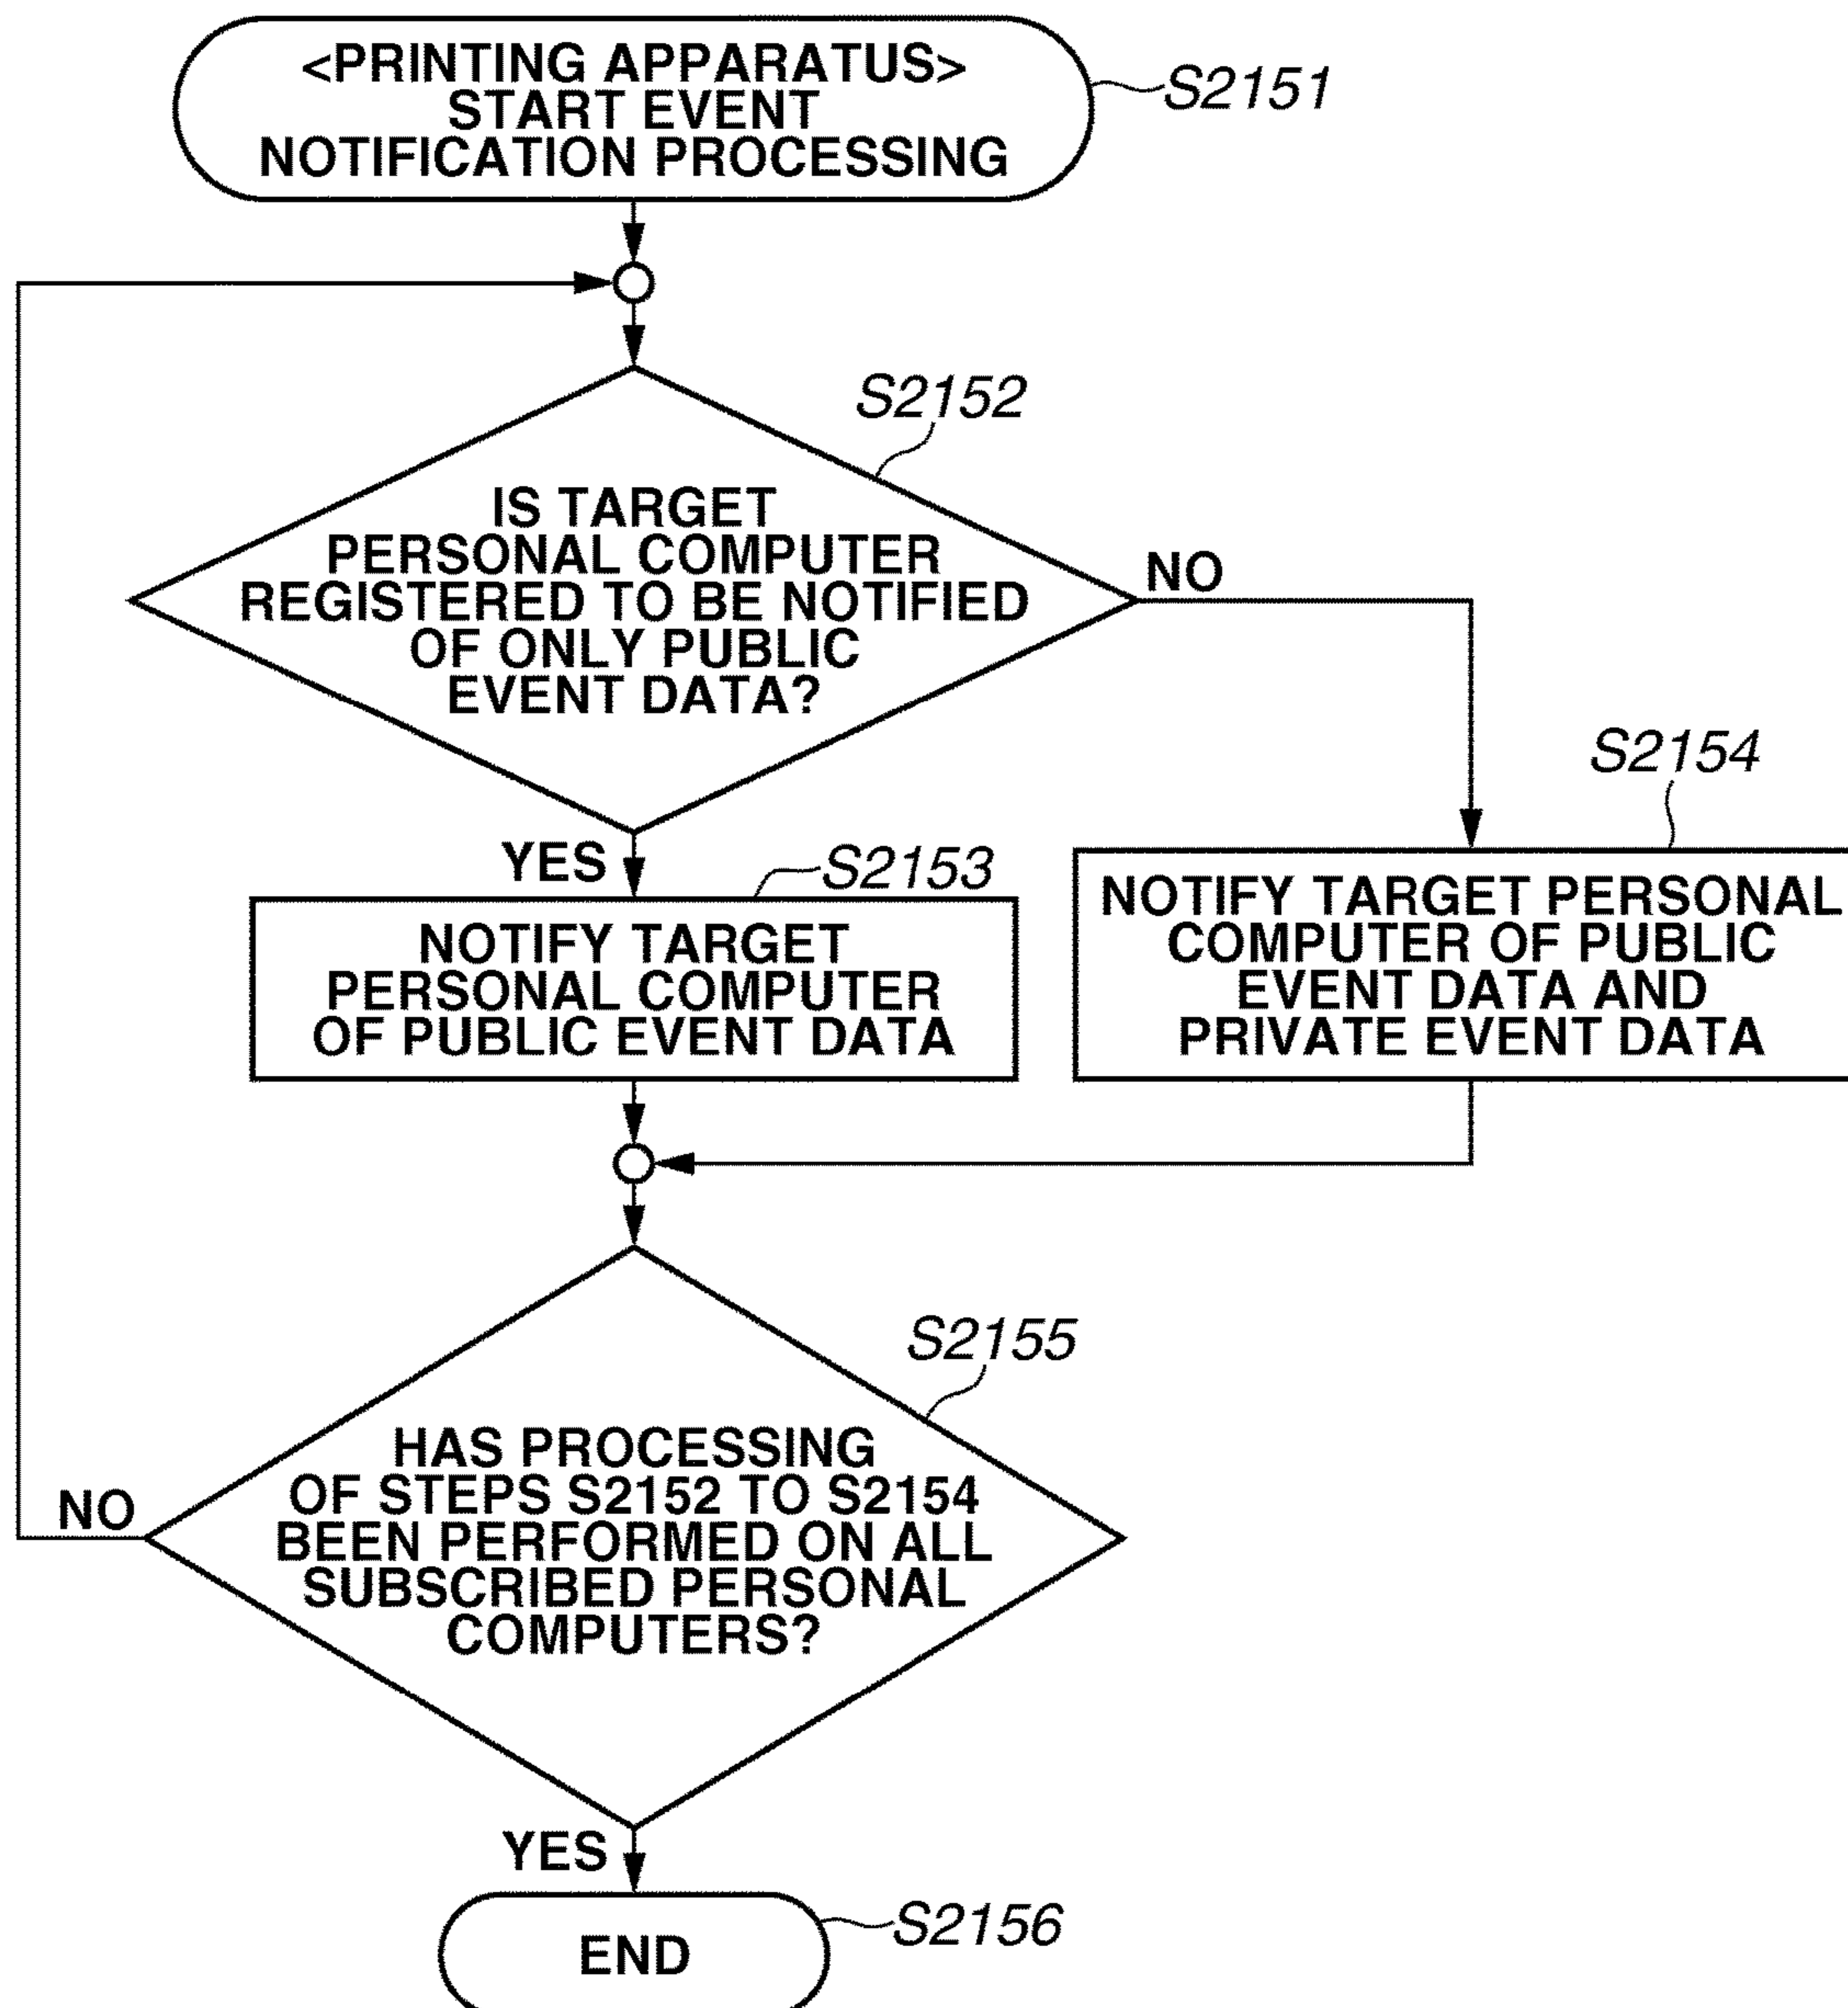 <PRINTING APPARATUS>
START EVENT
NOTIFICATION PROCESSING
S2151
S2152
IS TARGET
PERSONAL COMPUTER
REGISTERED TO BE NOTIFIED
OF ONLY PUBLIC
EVENT DATA?
NO
YES
S2153
NOTIFY TARGET
PERSONAL COMPUTER
OF PUBLIC EVENT DATA
S2154
NOTIFY TARGET PERSONAL
COMPUTER OF PUBLIC
EVENT DATA AND
PRIVATE EVENT DATA
S2155
HAS PROCESSING
OF STEPS S2152 TO S2154
BEEN PERFORMED ON ALL
SUBSCRIBED PERSONAL
COMPUTERS?
NO
YES
END
S2156